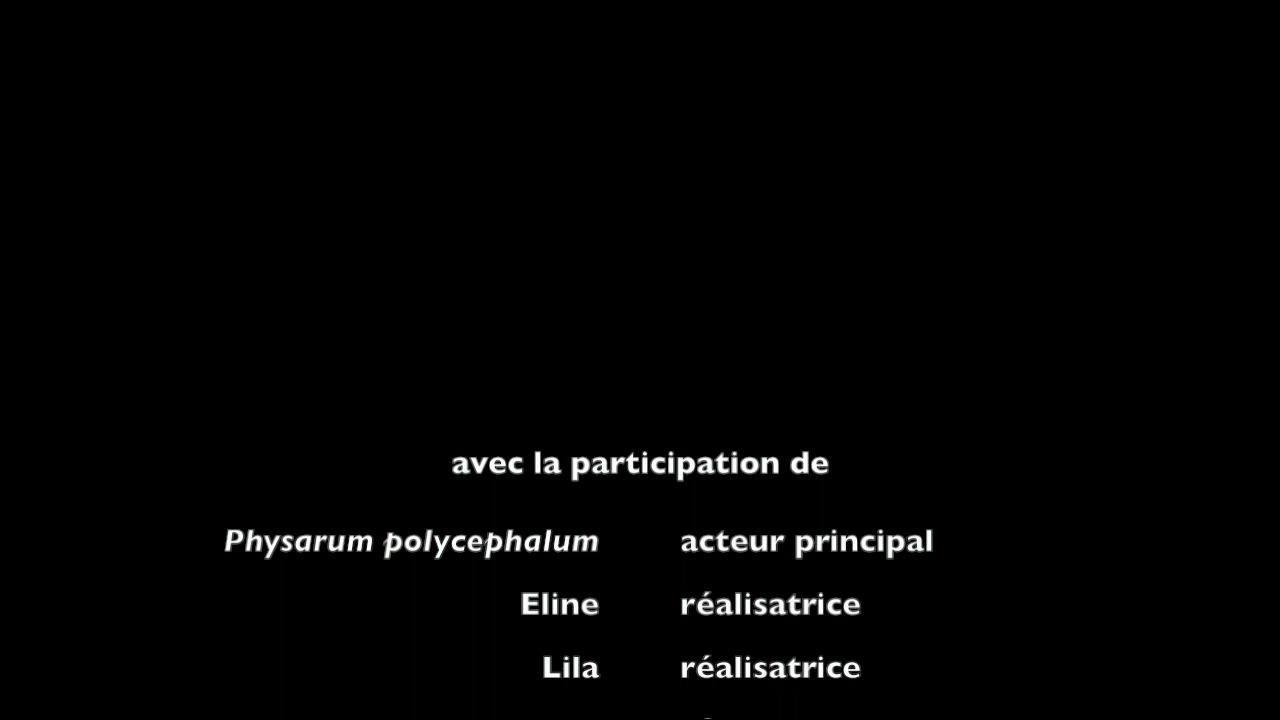 avec la participation de
Physarum polycephalum acteur principal
Eline réalisatrice
Lila réalisatrice